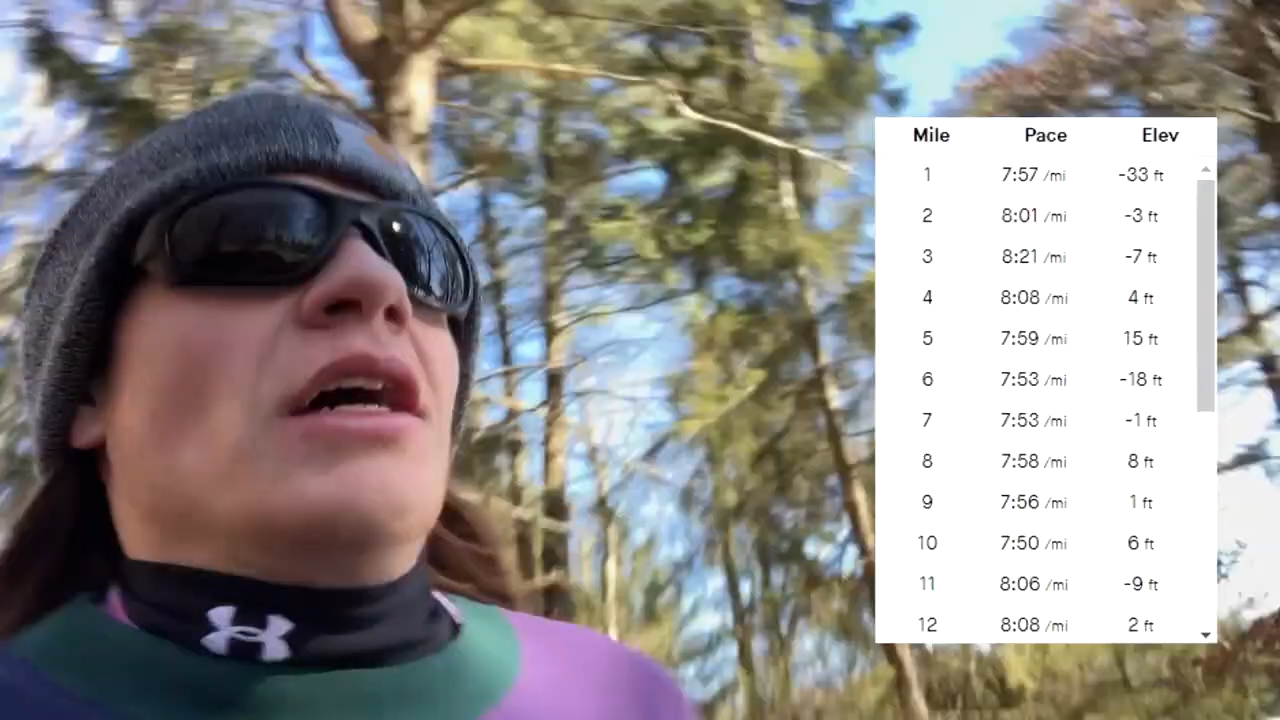 Mile Pace Elev
1 7:57 /mi -33 ft
2 8:01 /mi -3 ft
3 8:21 /mi -7 ft
4 8:08 /mi 4 ft
5 7:59 /mi 15 ft
6 7:53 /mi -18 ft
7 7:53 /mi -1 ft
8 7:58 /mi 8 ft
9 7:56 /mi 1 ft
10 7:50 /mi 6 ft
11 8:06 /mi -9 ft
12 8:08 /mi 2 ft